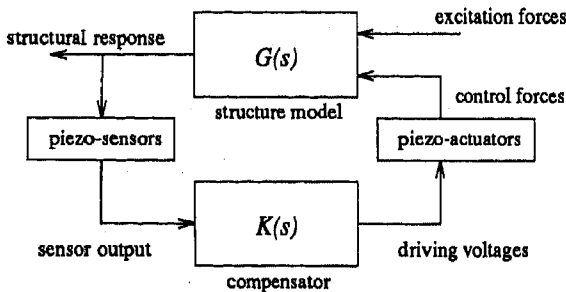 excitation forces
structural response
G(s)
control forces
structure model
piezo-sensors
piezo-actuators
K(s)
sensor output
driving voltages
compensator